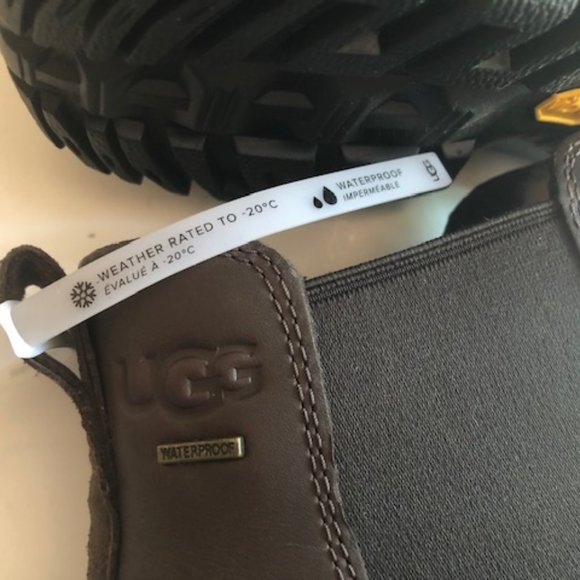 WEATHER RATED TO -20°C
ÉVALUÉ À -20°C
WATERPROOF
IMPERMÉABLE
UGG
UGG
WATERPROOF